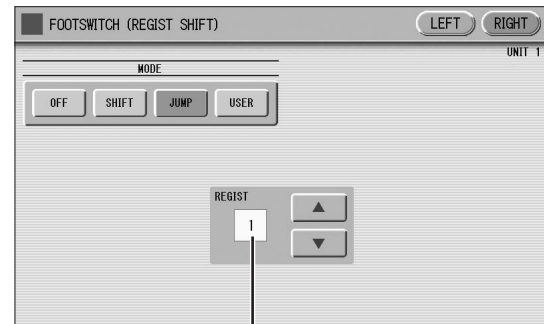 FOOTSWITCH (REGIST SHIFT)
LEFT RIGHT
UNIT 1
MODE
OFF SHIFT JUMP USER
REGIST
1